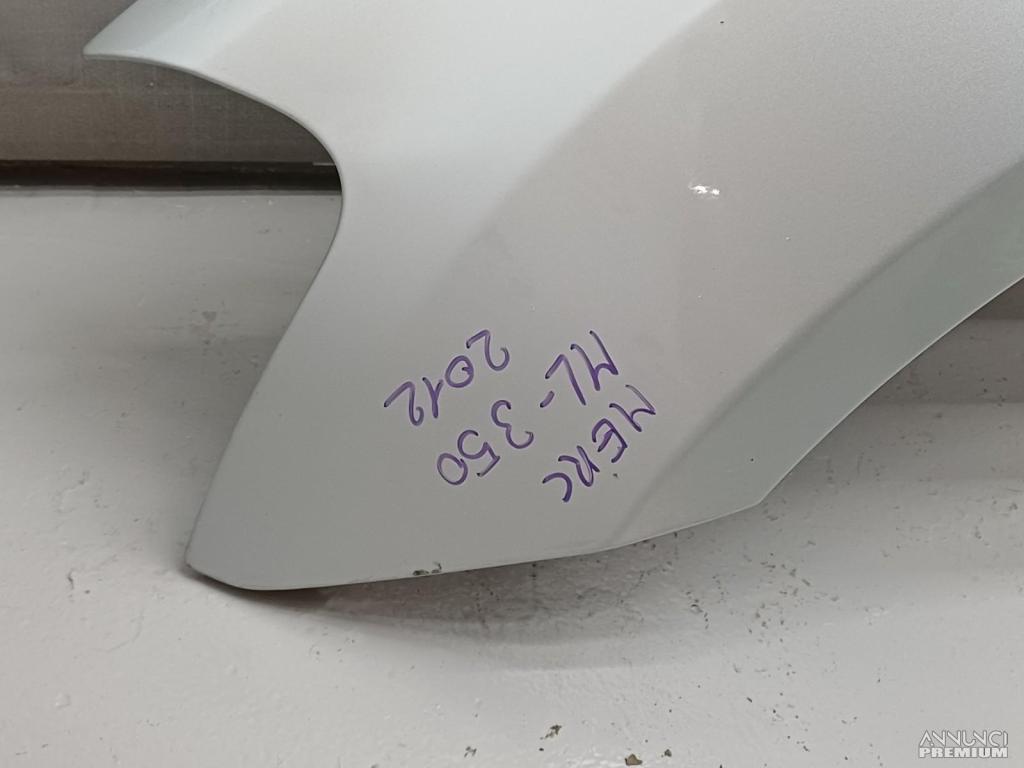 MERC
ML-350
2012
ANNUNCI
PREMIUM